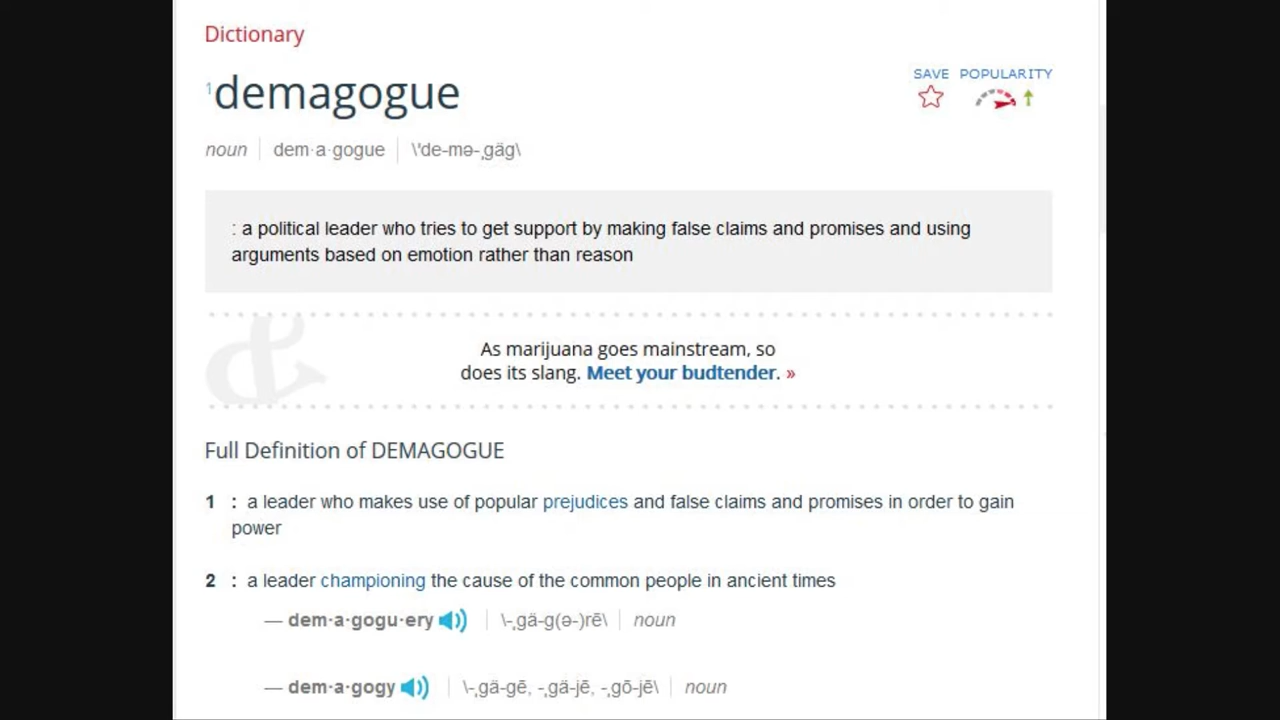 Dictionary
SAVE POPULARITY
1demagogue
noun dem·a·gogue \ˈde-mə-ˌgäg\
: a political leader who tries to get support by making false claims and promises and using
arguments based on emotion rather than reason
As marijuana goes mainstream, so
does its slang. Meet your budtender. »
Full Definition of DEMAGOGUE
1 : a leader who makes use of popular prejudices and false claims and promises in order to gain
power
2 : a leader championing the cause of the common people in ancient times
— dem·a·gogu·ery \-ˌgä-g(ə-)rē\ noun
— dem·a·gogy \-ˌgä-gē, -ˌgä-jē, -ˌgō-jē\ noun